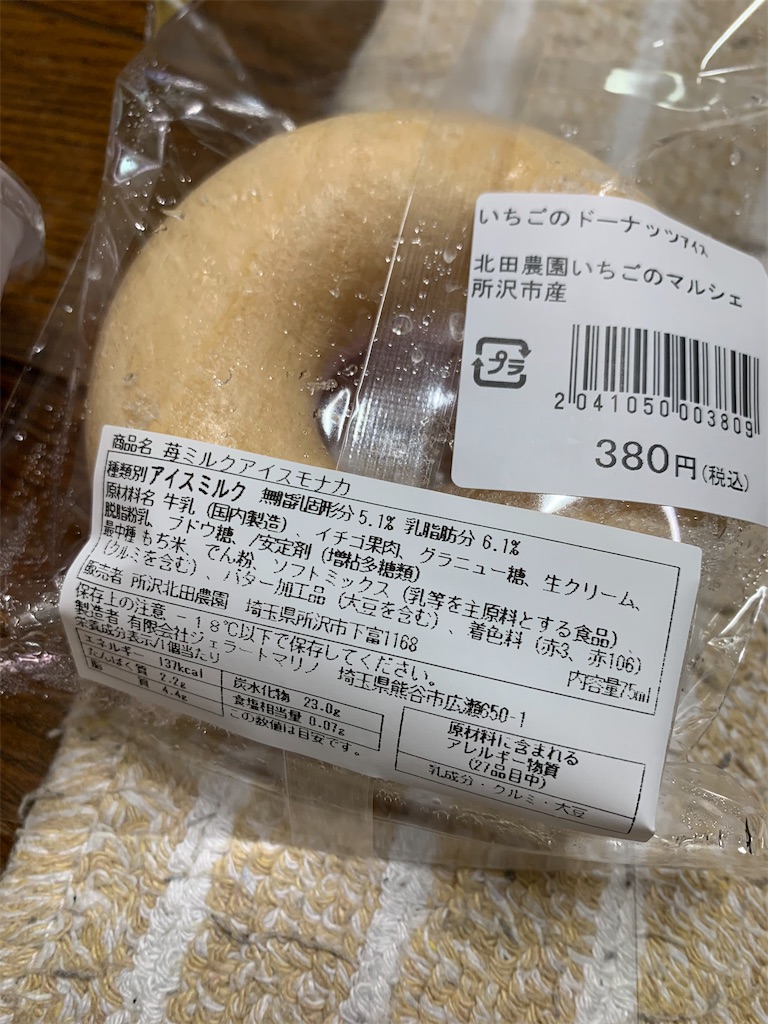 いちごのドーナッツアイス
北田農園いちごのマルシェ
所沢市産
プラ
2 041050 003809
380円(税込)
商品名 苺ミルクアイスモナカ
種類別 アイスミルク 無脂乳固形分 5.1% 乳脂肪分 6.1%
原材料名 牛乳(国内製造)、イチゴ果肉、グラニュー糖、生クリーム、
脱脂粉乳、ブドウ糖、/安定剤(増粘多糖類)
最中種 もち米、でん粉、ソフトミックス(乳等を主原料とする食品)、
(クルミを含む)、バター加工品(大豆を含む)、着色料(赤3、赤106)
販売者 所沢北田農園 埼玉県所沢市下富1168
保存上の注意 -18℃以下で保存してください。 内容量75ml
製造者 有限会社ジェラートマリノ 埼玉県熊谷市広瀬650-1
栄養成分表示/1個当たり
エネルギー 137kcal
たんぱく質 2.2g
脂質 4.4g
炭水化物 23.0g
食塩相当量 0.07g
この数値は目安です。
原材料に含まれる
アレルギー物質
(27品目中)
乳成分・クルミ・大豆